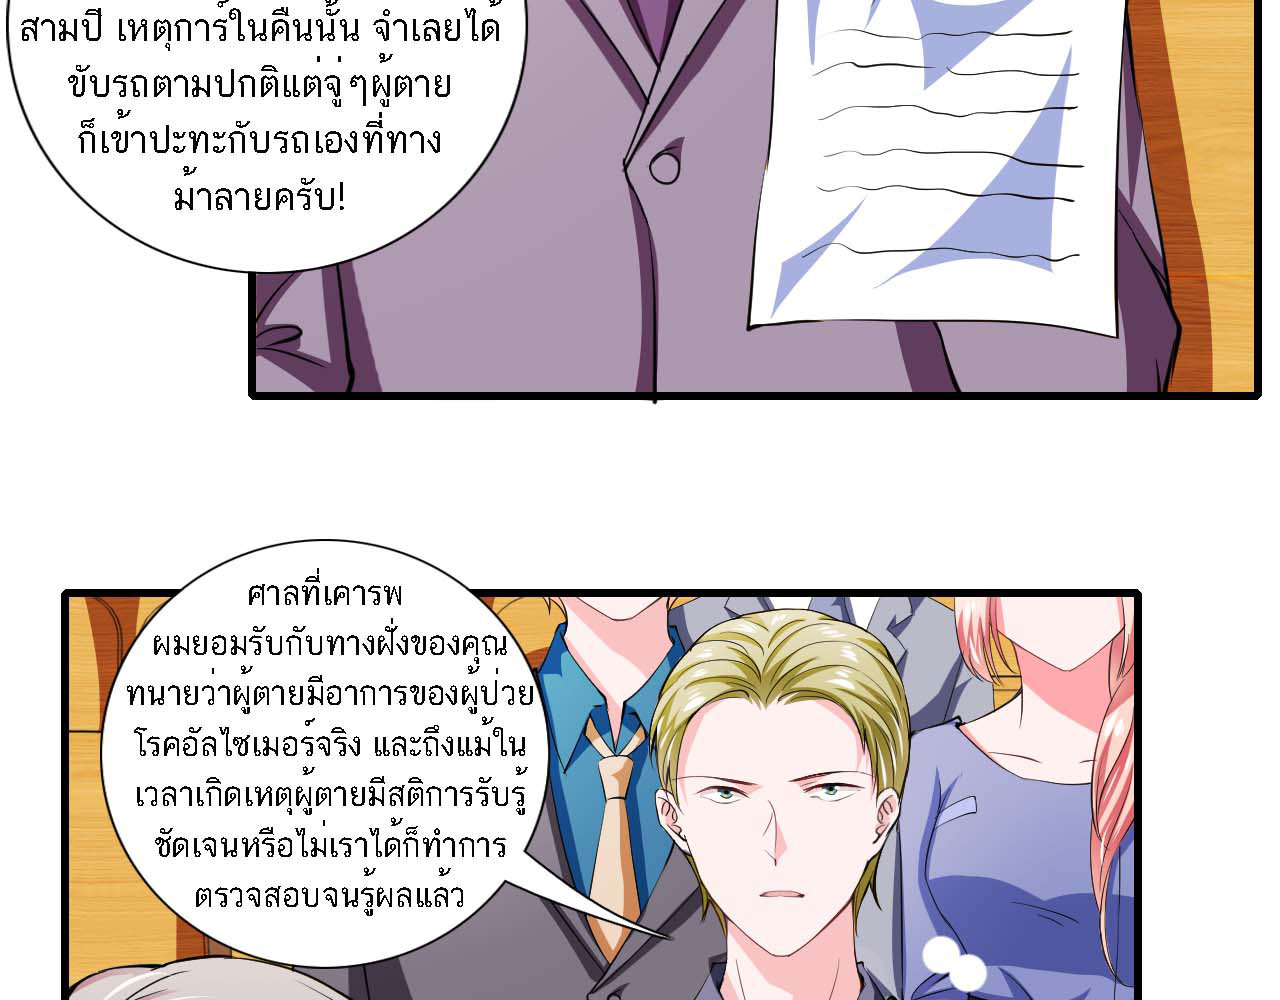 สามปี เหตุการ์ในคืนนั้น จำเลยได้
ขับรถตามปกติแต่จู่ๆผู้ตาย
ก็เข้าปะทะกับรถเองที่ทาง
ม้าลายครับ!
ศาลที่เคารพ
ผมยอมรับกับทางฝั่งของคุณ
ทนายว่าผู้ตายมีอาการของผู้ป่วย
โรคอัลไซเมอร์จริง และถึงแม้ใน
เวลาเกิดเหตุผู้ตายมีสติการรับรู้
ชัดเจนหรือไม่เราได้ก็ทำการ
ตรวจสอบจนรู้ผลแล้ว